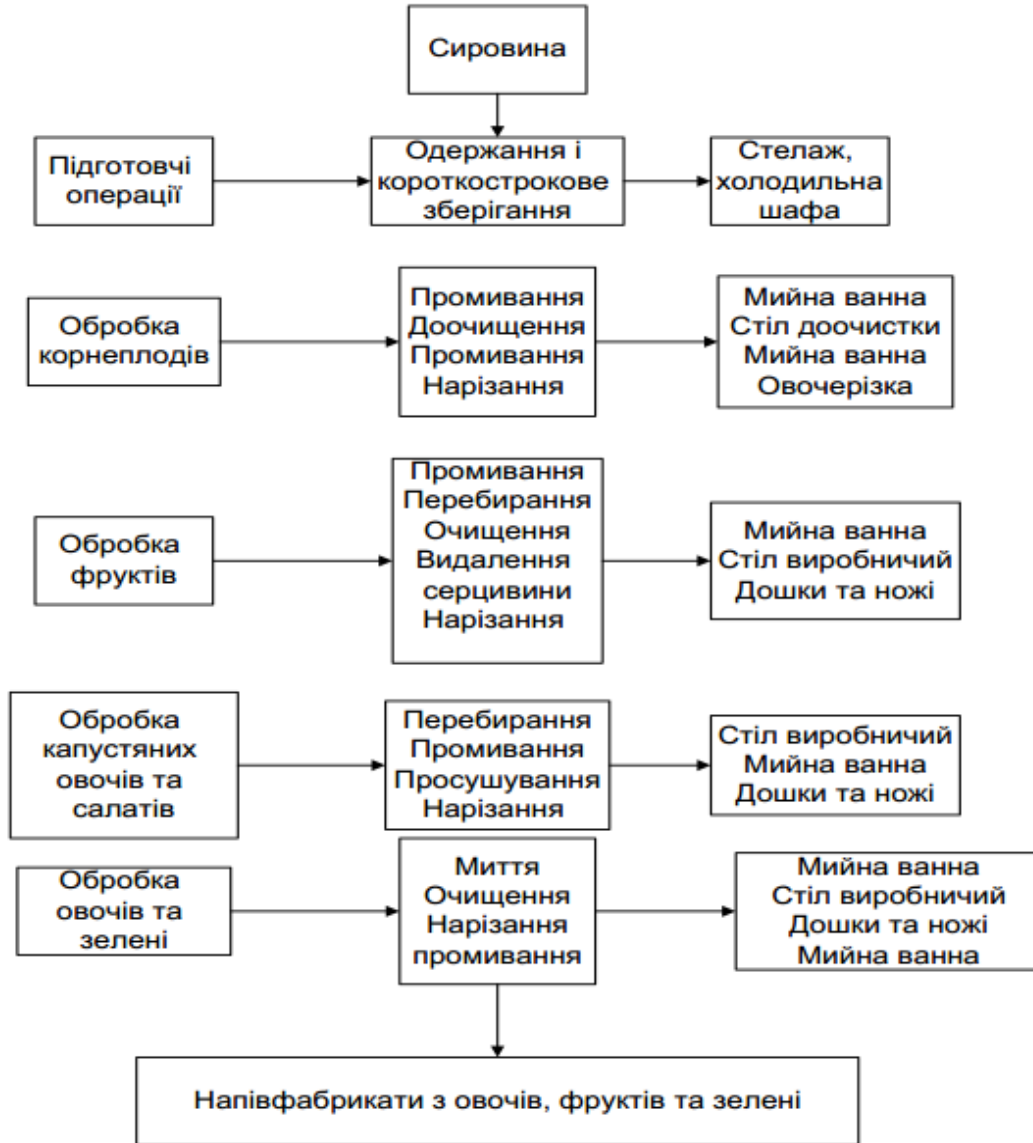 Сировина
Підготовчі
операції
Одержання і
короткострокове
зберігання
Стелаж,
холодильна
шафа
Обробка
корнеплодів
Промивання
Доочищення
Промивання
Нарізання
Мийна ванна
Стіл доочистки
Мийна ванна
Овочерізка
Обробка
фруктів
Промивання
Перебирання
Очищення
Видалення
серцивини
Нарізання
Мийна ванна
Стіл виробничий
Дошки та ножі
Обробка
капустяних
овочів та
салатів
Перебирання
Промивання
Просушування
Нарізання
Стіл виробничий
Мийна ванна
Дошки та ножі
Обробка
овочів та
зелені
Миття
Очищення
Нарізання
промивання
Мийна ванна
Стіл виробничий
Дошки та ножі
Мийна ванна
Напівфабрикати з овочів, фруктів та зелені